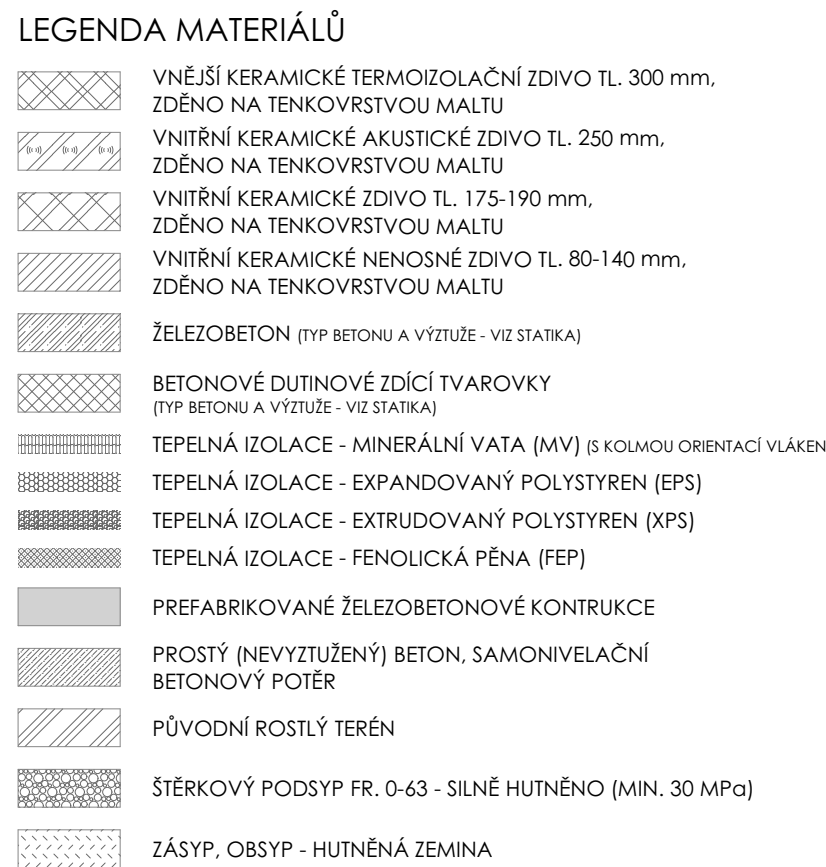 LEGENDA MATERIÁLŮ
VNĚJŠÍ KERAMICKÉ TERMOIZOLAČNÍ ZDIVO TL. 300 mm,
ZDĚNO NA TENKOVRSTVOU MALTU
VNITŘNÍ KERAMICKÉ AKUSTICKÉ ZDIVO TL. 250 mm,
ZDĚNO NA TENKOVRSTVOU MALTU
VNITŘNÍ KERAMICKÉ ZDIVO TL. 175-190 mm,
ZDĚNO NA TENKOVRSTVOU MALTU
VNITŘNÍ KERAMICKÉ NENOSNÉ ZDIVO TL. 80-140 mm,
ZDĚNO NA TENKOVRSTVOU MALTU
ŽELEZOBETON (TYP BETONU A VÝZTUŽE - VIZ STATIKA)
BETONOVÉ DUTINOVÉ ZDÍCÍ TVAROVKY
(TYP BETONU A VÝZTUŽE - VIZ STATIKA)
TEPELNÁ IZOLACE - MINERÁLNÍ VATA (MV) (S KOLMOU ORIENTACÍ VLÁKEN
TEPELNÁ IZOLACE - EXPANDOVANÝ POLYSTYREN (EPS)
TEPELNÁ IZOLACE - EXTRUDOVANÝ POLYSTYREN (XPS)
TEPELNÁ IZOLACE - FENOLICKÁ PĚNA (FEP)
PREFABRIKOVANÉ ŽELEZOBETONOVÉ KONTRUKCE
PROSTÝ (NEVYZTUŽENÝ) BETON, SAMONIVELAČNÍ
BETONOVÝ POTĚR
PŮVODNÍ ROSTLÝ TERÉN
ŠTĚRKOVÝ PODSYP FR. 0-63 - SILNĚ HUTNĚNO (MIN. 30 MPa)
ZÁSYP, OBSYP - HUTNĚNÁ ZEMINA